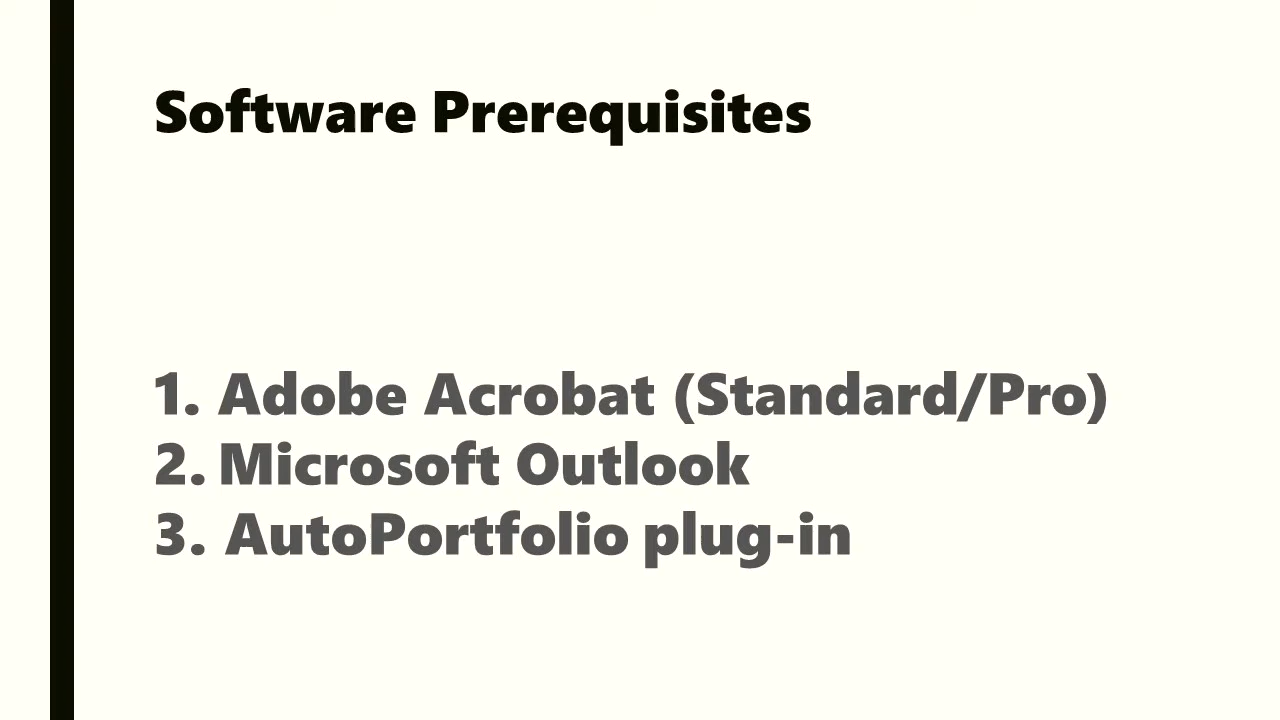 Software Prerequisites
1. Adobe Acrobat (Standard/Pro)
2. Microsoft Outlook
3. AutoPortfolio plug-in